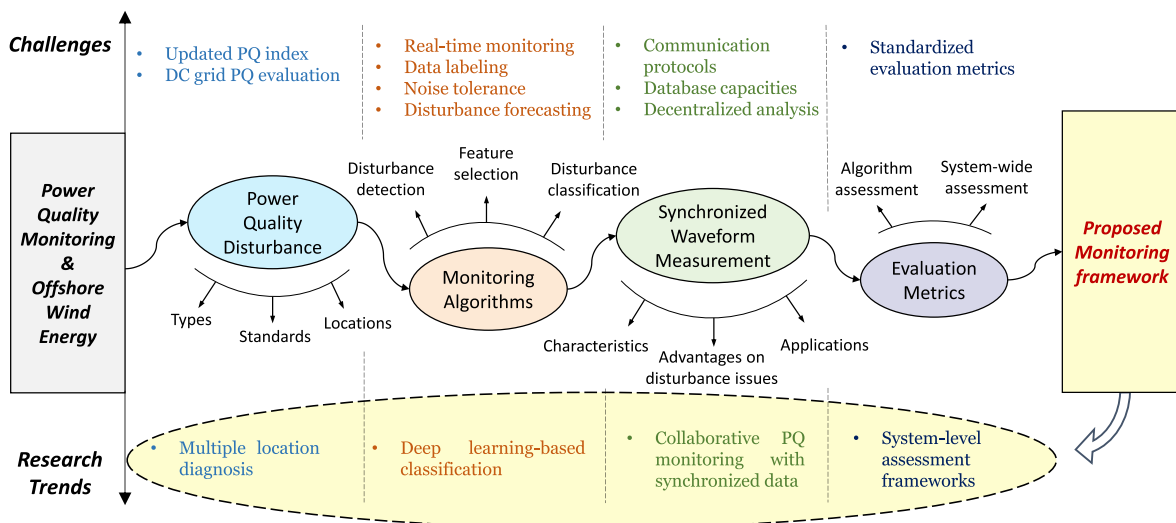 Challenges
• Updated PQ index
• DC grid PQ evaluation
• Real-time monitoring
• Data labeling
• Noise tolerance
• Disturbance forecasting
• Communication
protocols
• Database capacities
• Decentralized analysis
• Standardized
evaluation metrics
Power
Quality
Monitoring
&
Offshore
Wind
Energy
Power
Quality
Disturbance
Types
Standards
Locations
Disturbance
detection
Feature
selection
Disturbance
classification
Monitoring
Algorithms
Synchronized
Waveform
Measurement
Characteristics
Advantages on
disturbance issues
Applications
Algorithm
assessment
System-wide
assessment
Evaluation
Metrics
Proposed
Monitoring
framework
Research
Trends
• Multiple location
diagnosis
• Deep learning-based
classification
• Collaborative PQ
monitoring with
synchronized data
• System-level
assessment
frameworks